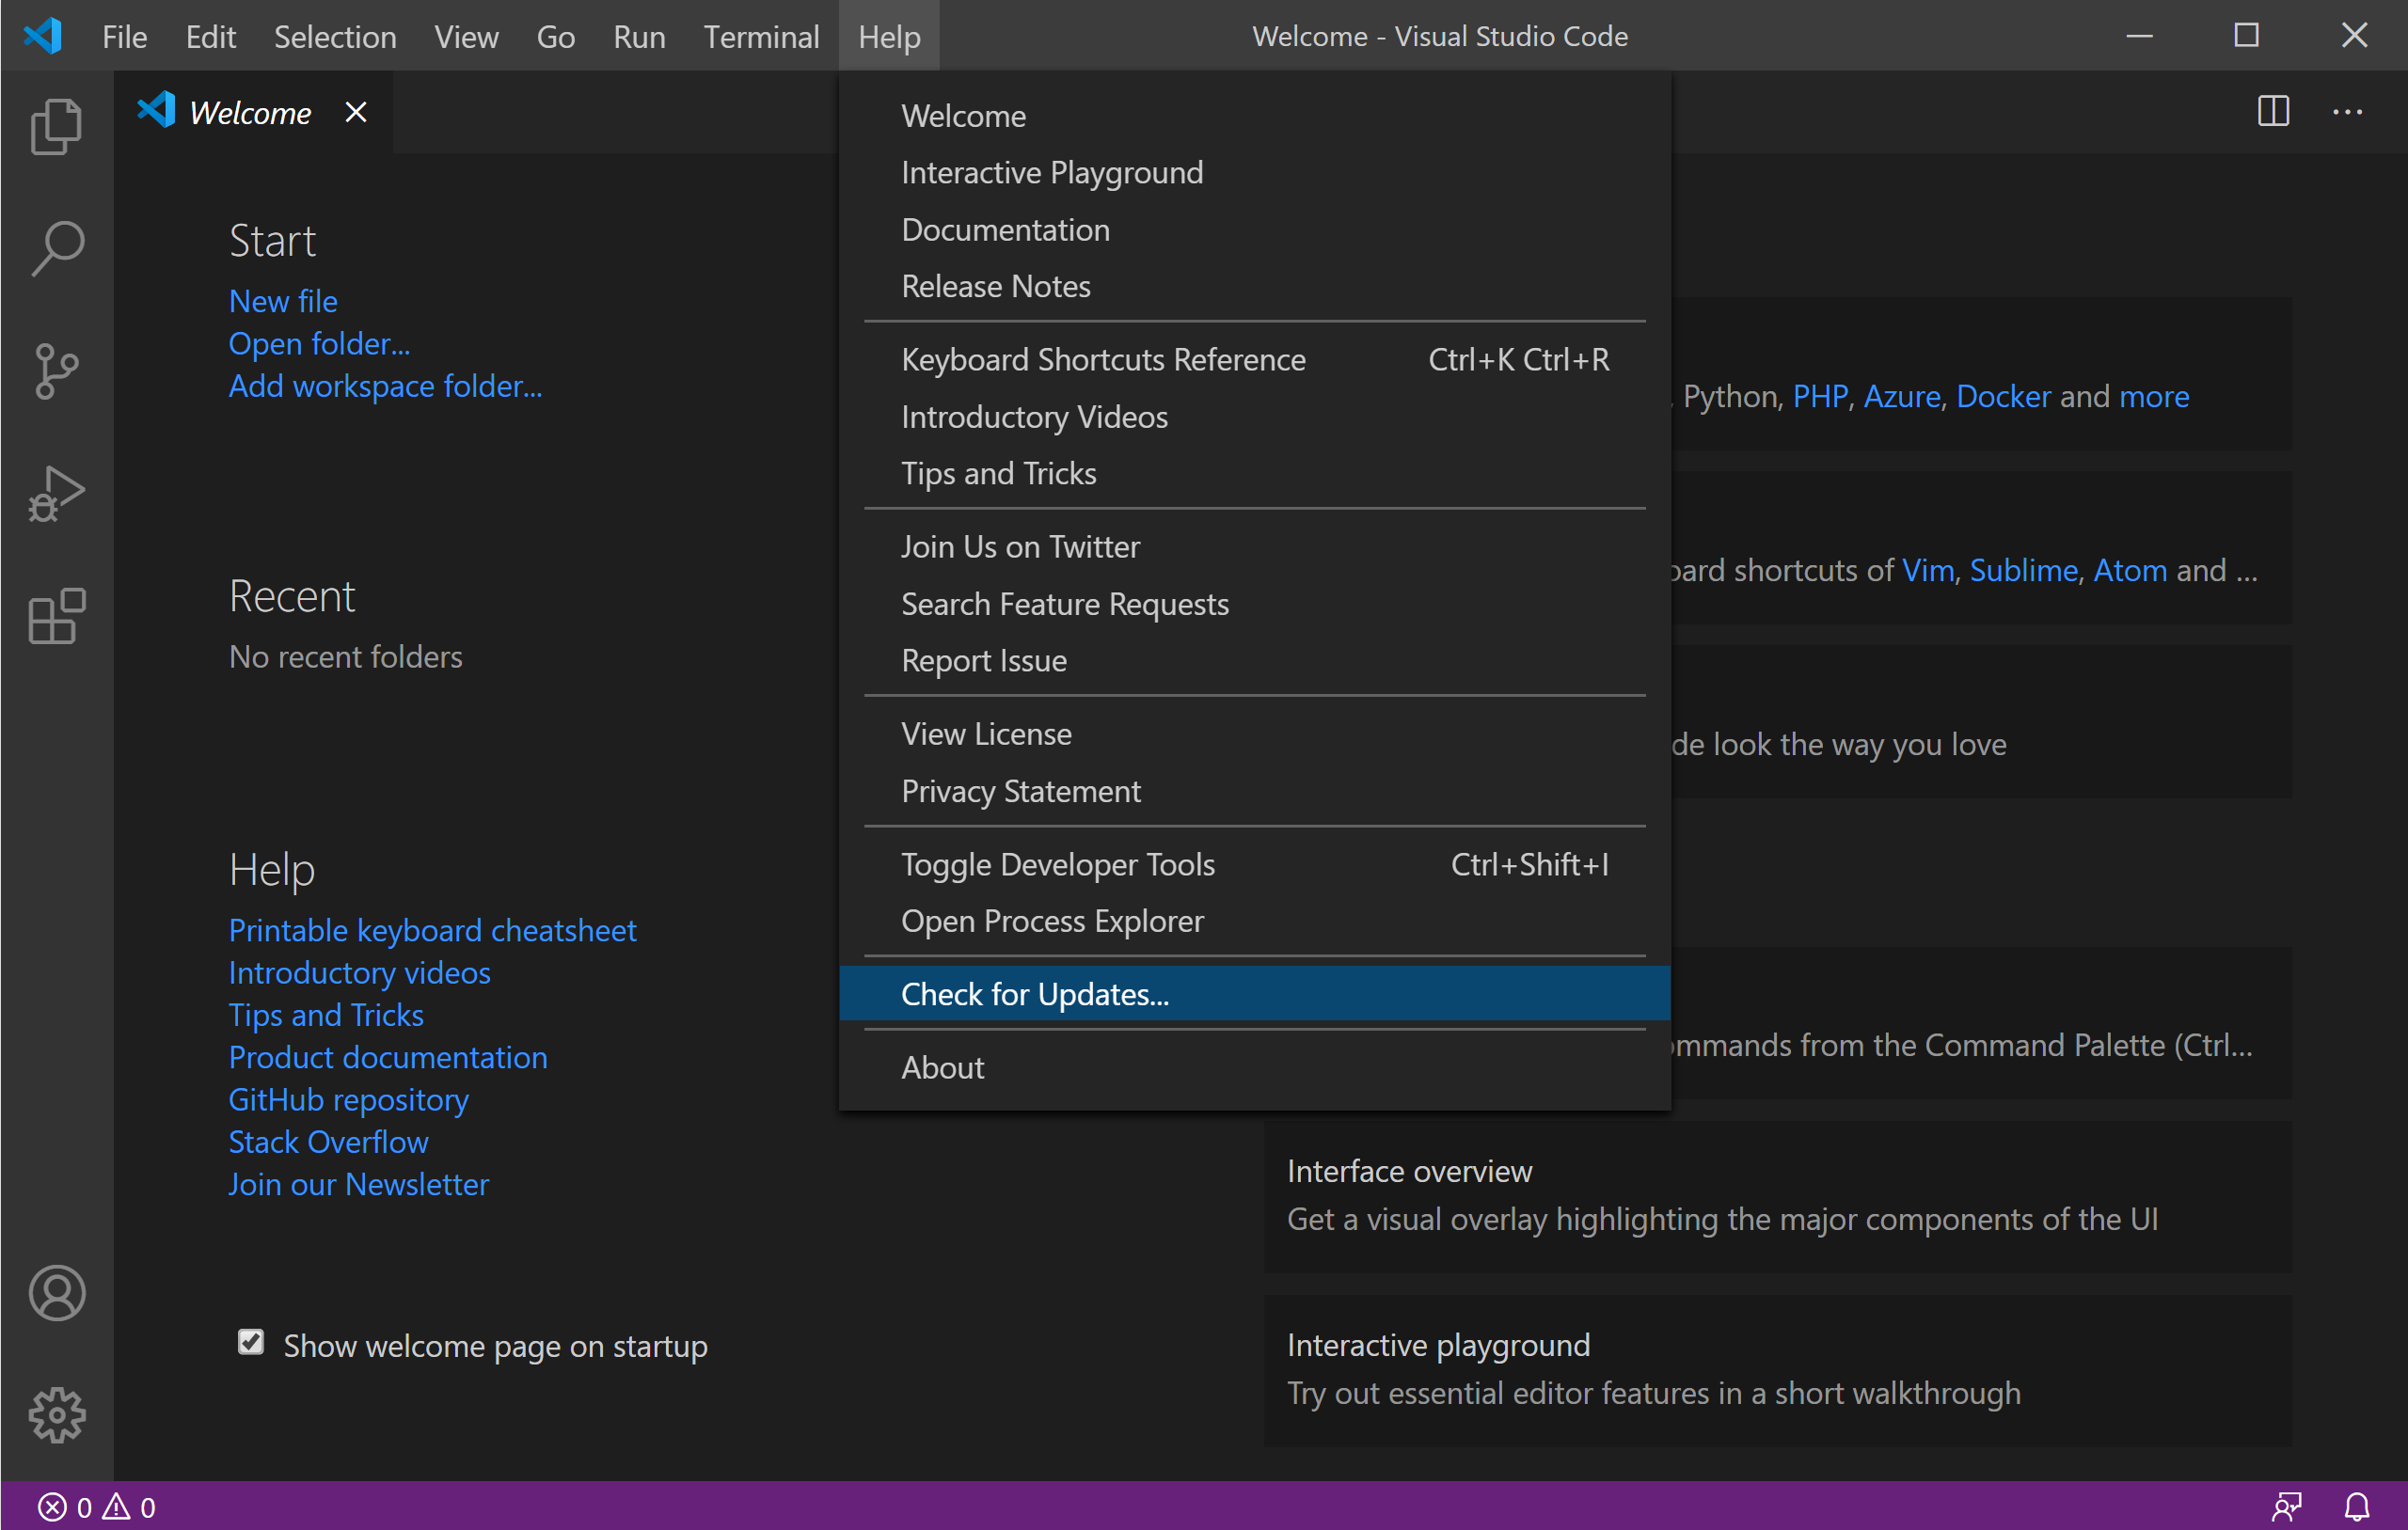 File Edit Selection View Go Run Terminal Help Welcome - Visual Studio Code
Welcome
Start
New file
Open folder...
Add workspace folder...
Recent
No recent folders
Help
Printable keyboard cheatsheet
Introductory videos
Tips and Tricks
Product documentation
GitHub repository
Stack Overflow
Join our Newsletter
Show welcome page on startup
Welcome
Interactive Playground
Documentation
Release Notes
Keyboard Shortcuts Reference Ctrl+K Ctrl+R
Introductory Videos
Tips and Tricks
Join Us on Twitter
Search Feature Requests
Report Issue
View License
Privacy Statement
Toggle Developer Tools Ctrl+Shift+I
Open Process Explorer
Check for Updates...
About
, Python, PHP, Azure, Docker and more
shortcuts of Vim, Sublime, Atom and ...
look the way you love
from the Command Palette (Ctrl...
Interface overview
Get a visual overlay highlighting the major components of the UI
Interactive playground
Try out essential editor features in a short walkthrough
0 0